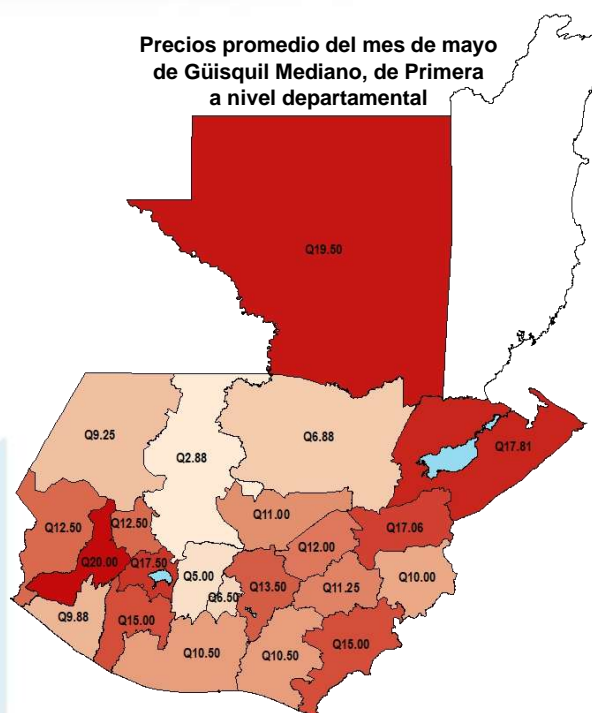 Precios promedio del mes de mayo
de Güisquil Mediano, de Primera
a nivel departamental
Q19.50
Q9.25
Q2.88
Q6.88
Q17.81
Q12.50
Q12.50
Q11.00
Q17.06
Q20.00
Q17.50
Q5.00
Q6.50
Q13.50
Q12.00
Q11.25
Q10.00
Q9.88
Q15.00
Q10.50
Q10.50
Q15.00